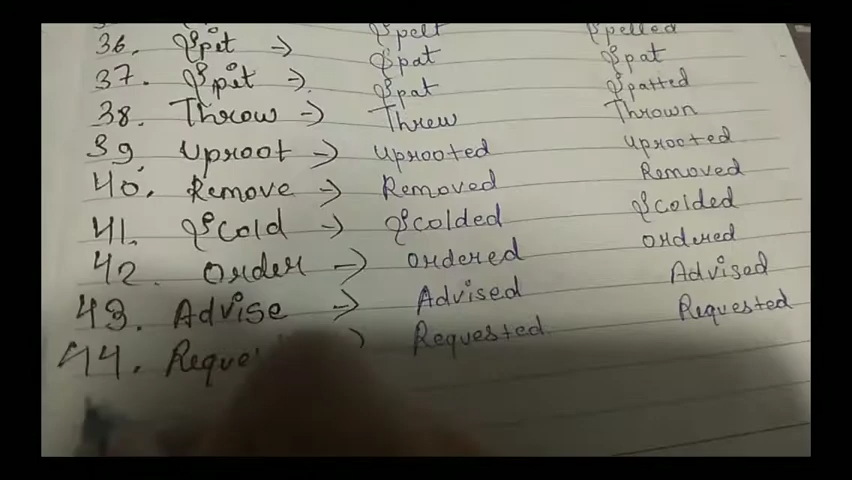 Spelt Spelled
36. Spit → Spat Spat
37. Spit → Spat Spatted
38. Throw → Threw Thrown
39. Uproot → Uprooted Uprooted
40. Remove → Removed Removed
41. Scold → Scolded Scolded
42. Order → Ordered Ordered
43. Advise → Advised Advised
44. Reque Requested Requested